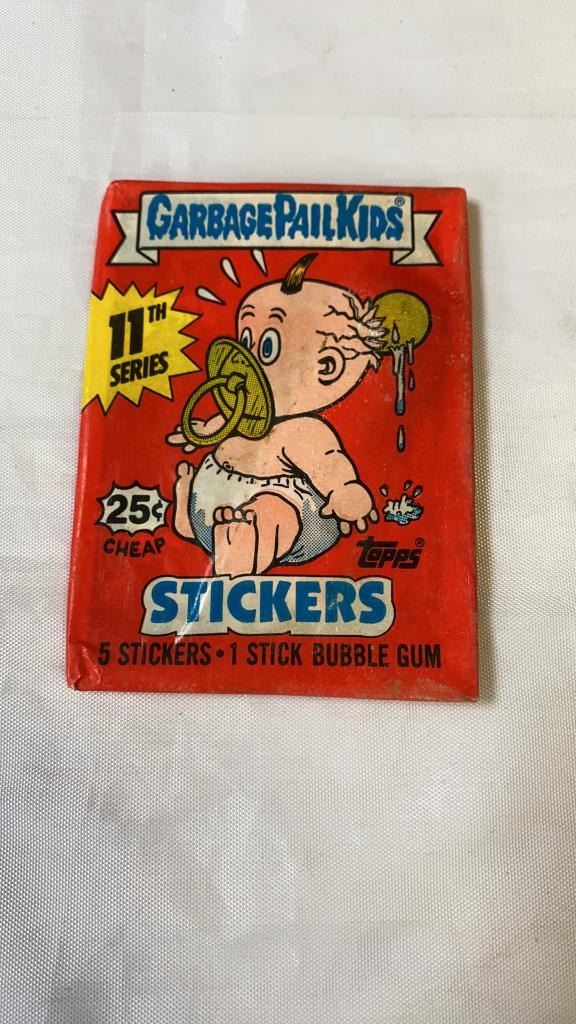 GARBAGE PAIL KIDS®
11TH
SERIES
25¢
CHEAP
topps®
STICKERS
5 STICKERS • 1 STICK BUBBLE GUM